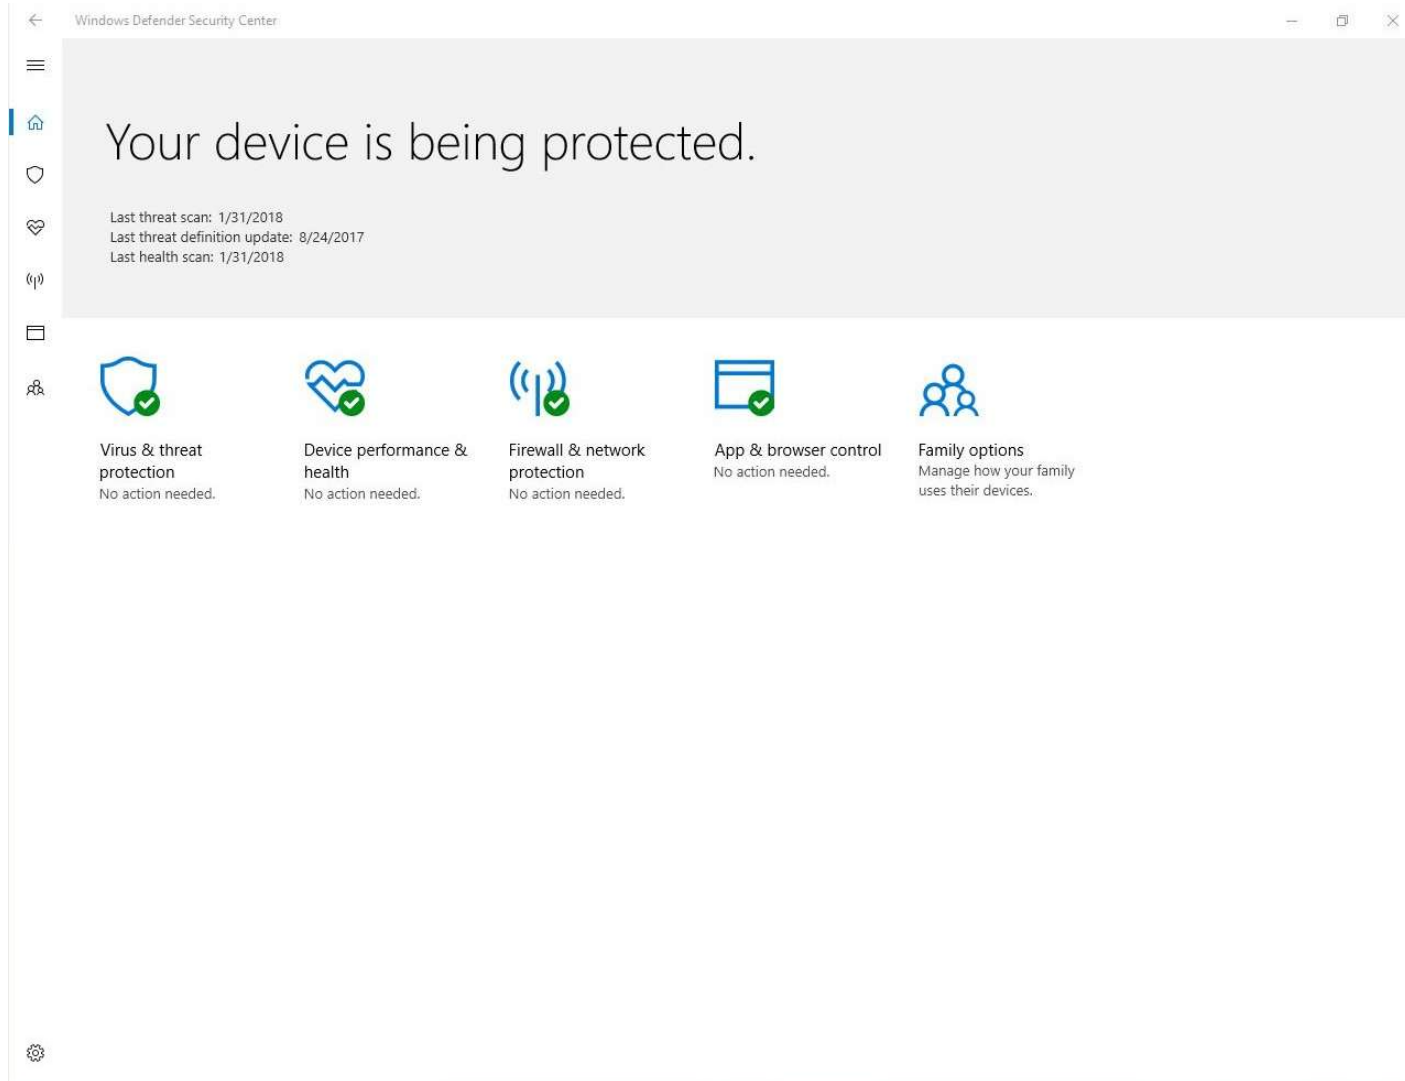 Windows Defender Security Center
Your device is being protected.
Last threat scan: 1/31/2018
Last threat definition update: 8/24/2017
Last health scan: 1/31/2018
Virus & threat
protection
No action needed.
Device performance &
health
No action needed.
Firewall & network
protection
No action needed.
App & browser control
No action needed.
Family options
Manage how your family
uses their devices.